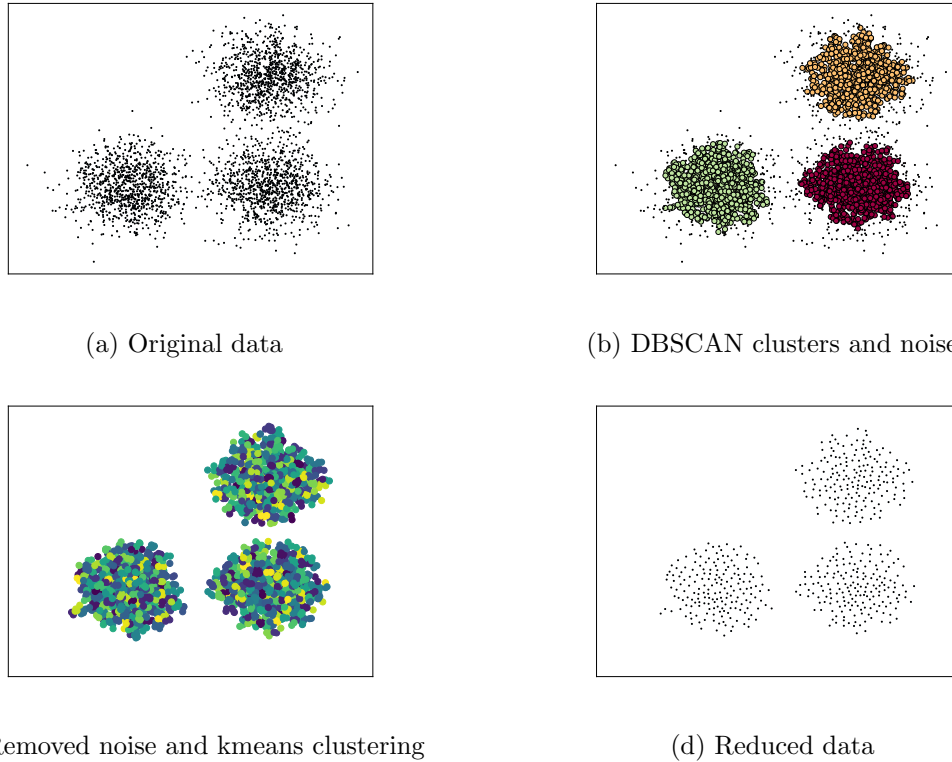 (a) Original data
(b) DBSCAN clusters and noise
Removed noise and kmeans clustering
(d) Reduced data